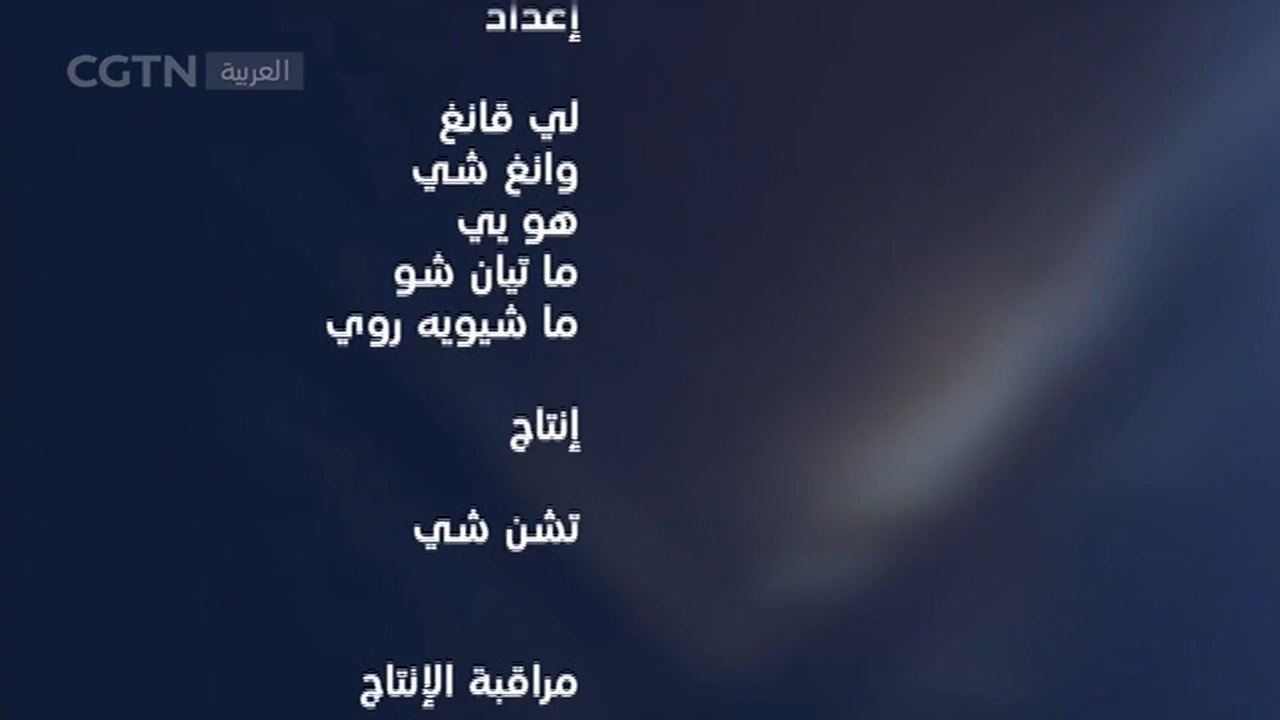 إعداد
CGTN العربية
لي قانغ
وانغ شي
هو يي
ما تيان شو
ما شيويه روي
إنتاج
تشن شي
مراقبة الإنتاج